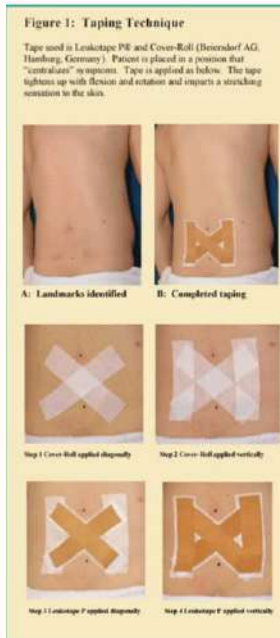 Figure 1: Taping Technique
Tape used is Leukotape P® and Cover-Roll (Beiersdorf AG,
Hamburg, Germany). Patient is placed in a position that
"centralizes" symptoms. Tape is applied as below. The tape
tightens up with flexion and rotation and imparts a stretching
sensation to the skin.
A: Landmarks identified
B: Completed taping
Step 1 Cover-Roll applied diagonally
Step 2 Cover-Roll applied vertically
Step 3 Leukotape P applied diagonally
Step 4 Leukotape P applied vertically